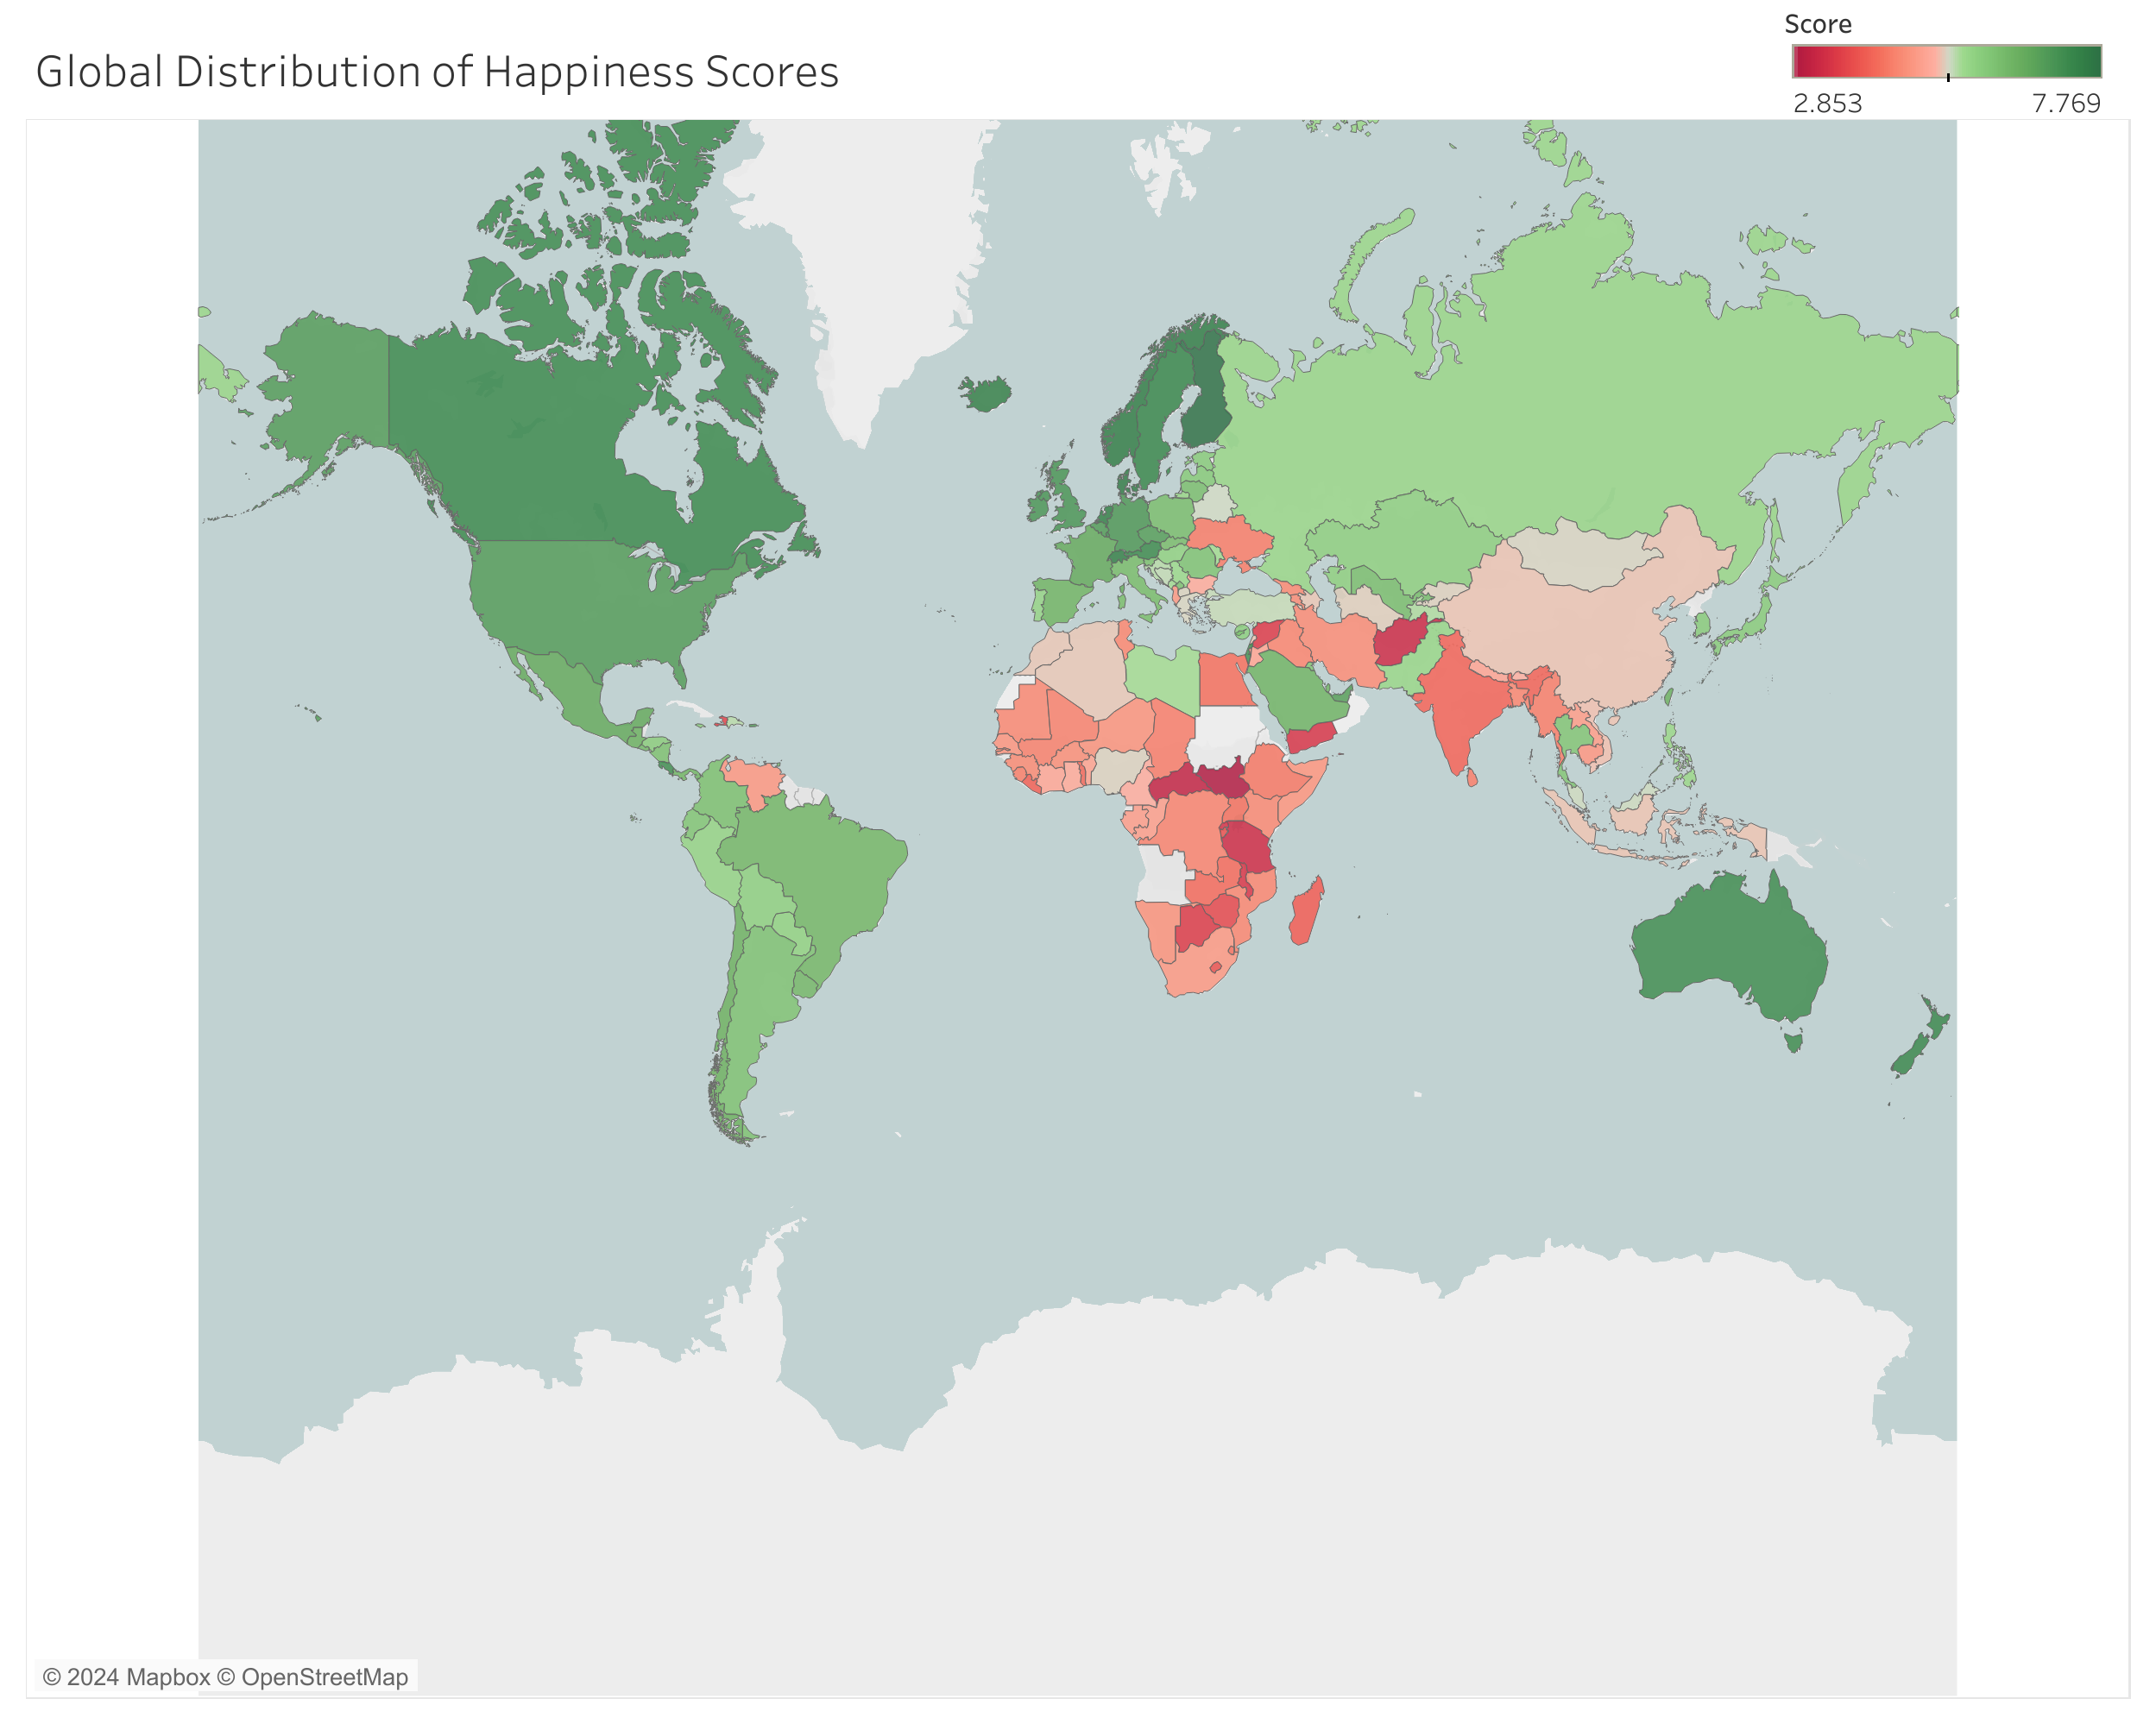 Score
Global Distribution of Happiness Scores
2.853 7.769
© 2024 Mapbox © OpenStreetMap